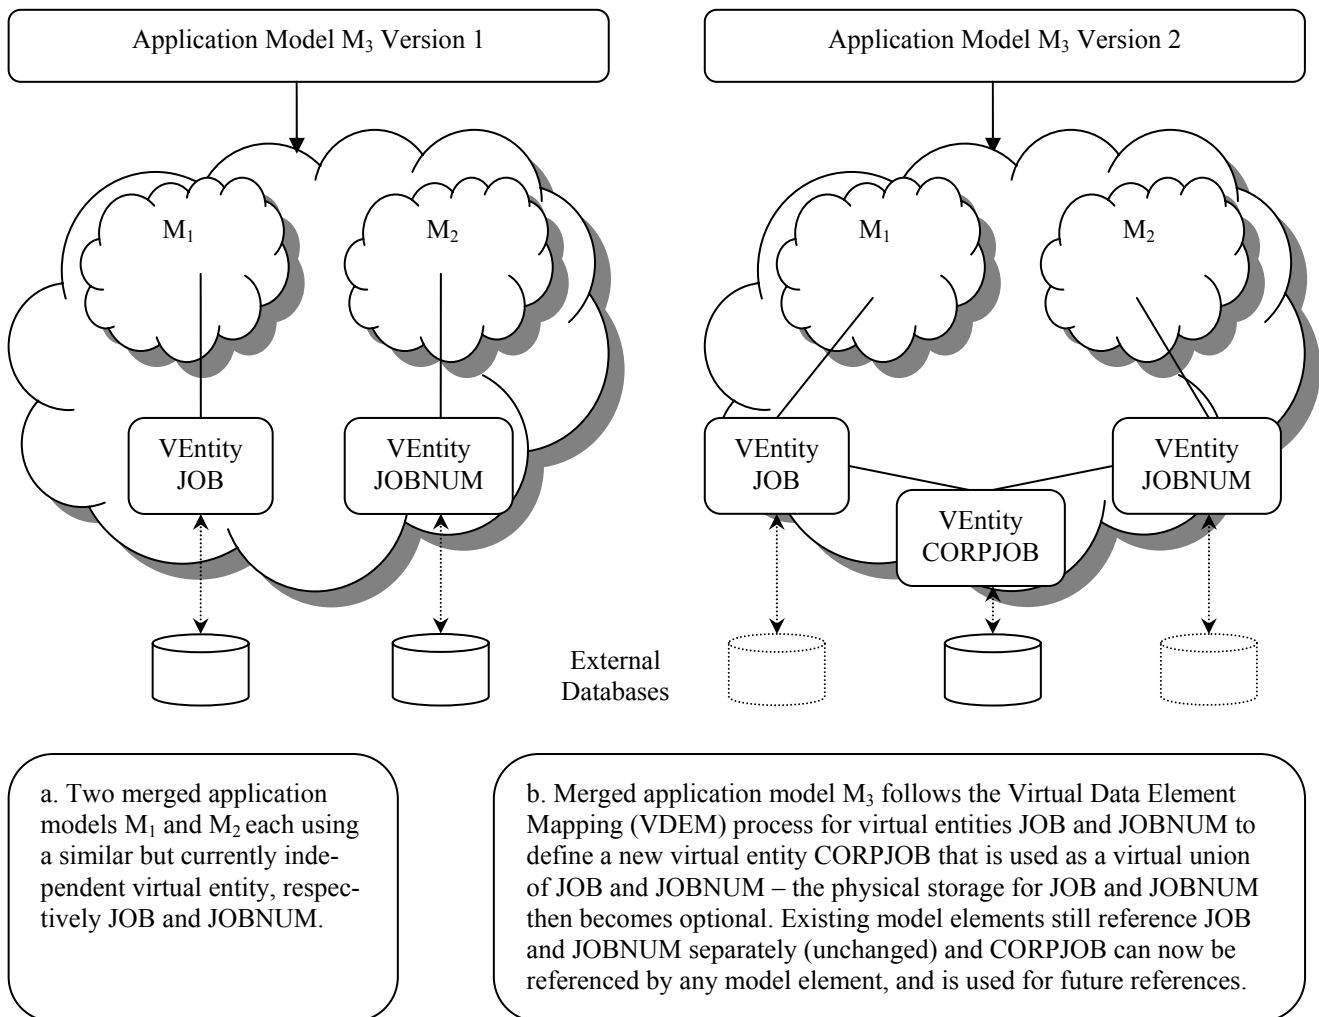 Application Model M₃ Version 1
Application Model M₃ Version 2
M₁
M₂
M₁
M₂
VEntity
JOB
VEntity
JOBNUM
VEntity
JOB
VEntity
JOBNUM
VEntity
CORPJOB
External
Databases
a. Two merged application
models M₁ and M₂ each using
a similar but currently inde-
pendent virtual entity, respec-
tively JOB and JOBNUM.
b. Merged application model M₃ follows the Virtual Data Element
Mapping (VDEM) process for virtual entities JOB and JOBNUM to
define a new virtual entity CORPJOB that is used as a virtual union
of JOB and JOBNUM – the physical storage for JOB and JOBNUM
then becomes optional. Existing model elements still reference JOB
and JOBNUM separately (unchanged) and CORPJOB can now be
referenced by any model element, and is used for future references.